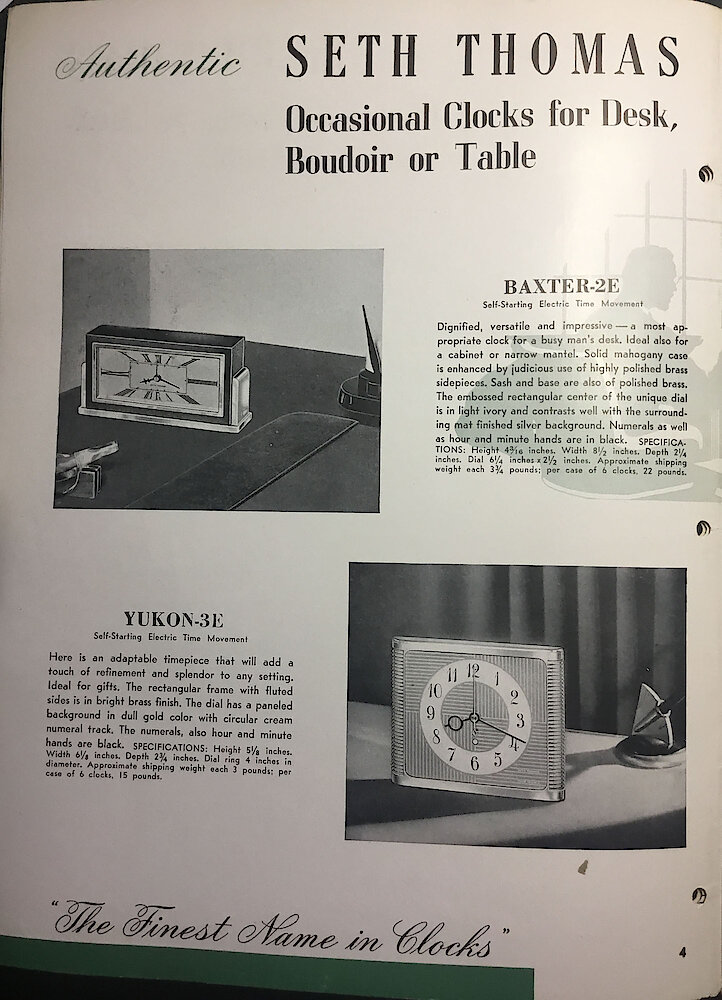 Authentic SETH THOMAS
Occasional Clocks for Desk,
Boudoir or Table
BAXTER-2E
Self-Starting Electric Time Movement
Dignified, versatile and impressive — a most ap-
propriate clock for a busy man's desk. Ideal also for
a cabinet or narrow mantel. Solid mahogany case
is enhanced by judicious use of highly polished brass
sidepieces. Sash and base are also of polished brass.
The embossed rectangular center of the unique dial
is in light ivory and contrasts well with the surround-
ing mat finished silver background. Numerals as well
as hour and minute hands are in black. SPECIFICA-
TIONS: Height 4 3/16 inches. Width 8 1/2 inches. Depth 2 1/4
inches. Dial 6 1/4 inches x 2 1/2 inches. Approximate shipping
weight each 3 3/4 pounds; per case of 6 clocks, 22 pounds.
YUKON-3E
Self-Starting Electric Time Movement
Here is an adaptable timepiece that will add a
touch of refinement and splendor to any setting.
Ideal for gifts. The rectangular frame with fluted
sides is in bright brass finish. The dial has a paneled
background in dull gold color with circular cream
numeral track. The numerals, also hour and minute
hands are black. SPECIFICATIONS: Height 5 1/8 inches.
Width 6 1/8 inches. Depth 2 3/4 inches. Dial ring 4 inches in
diameter. Approximate shipping weight each 3 pounds; per
case of 6 clocks, 15 pounds.
12
1
2
3
4
5
6
7
8
9
10
11
"The Finest Name in Clocks"
4